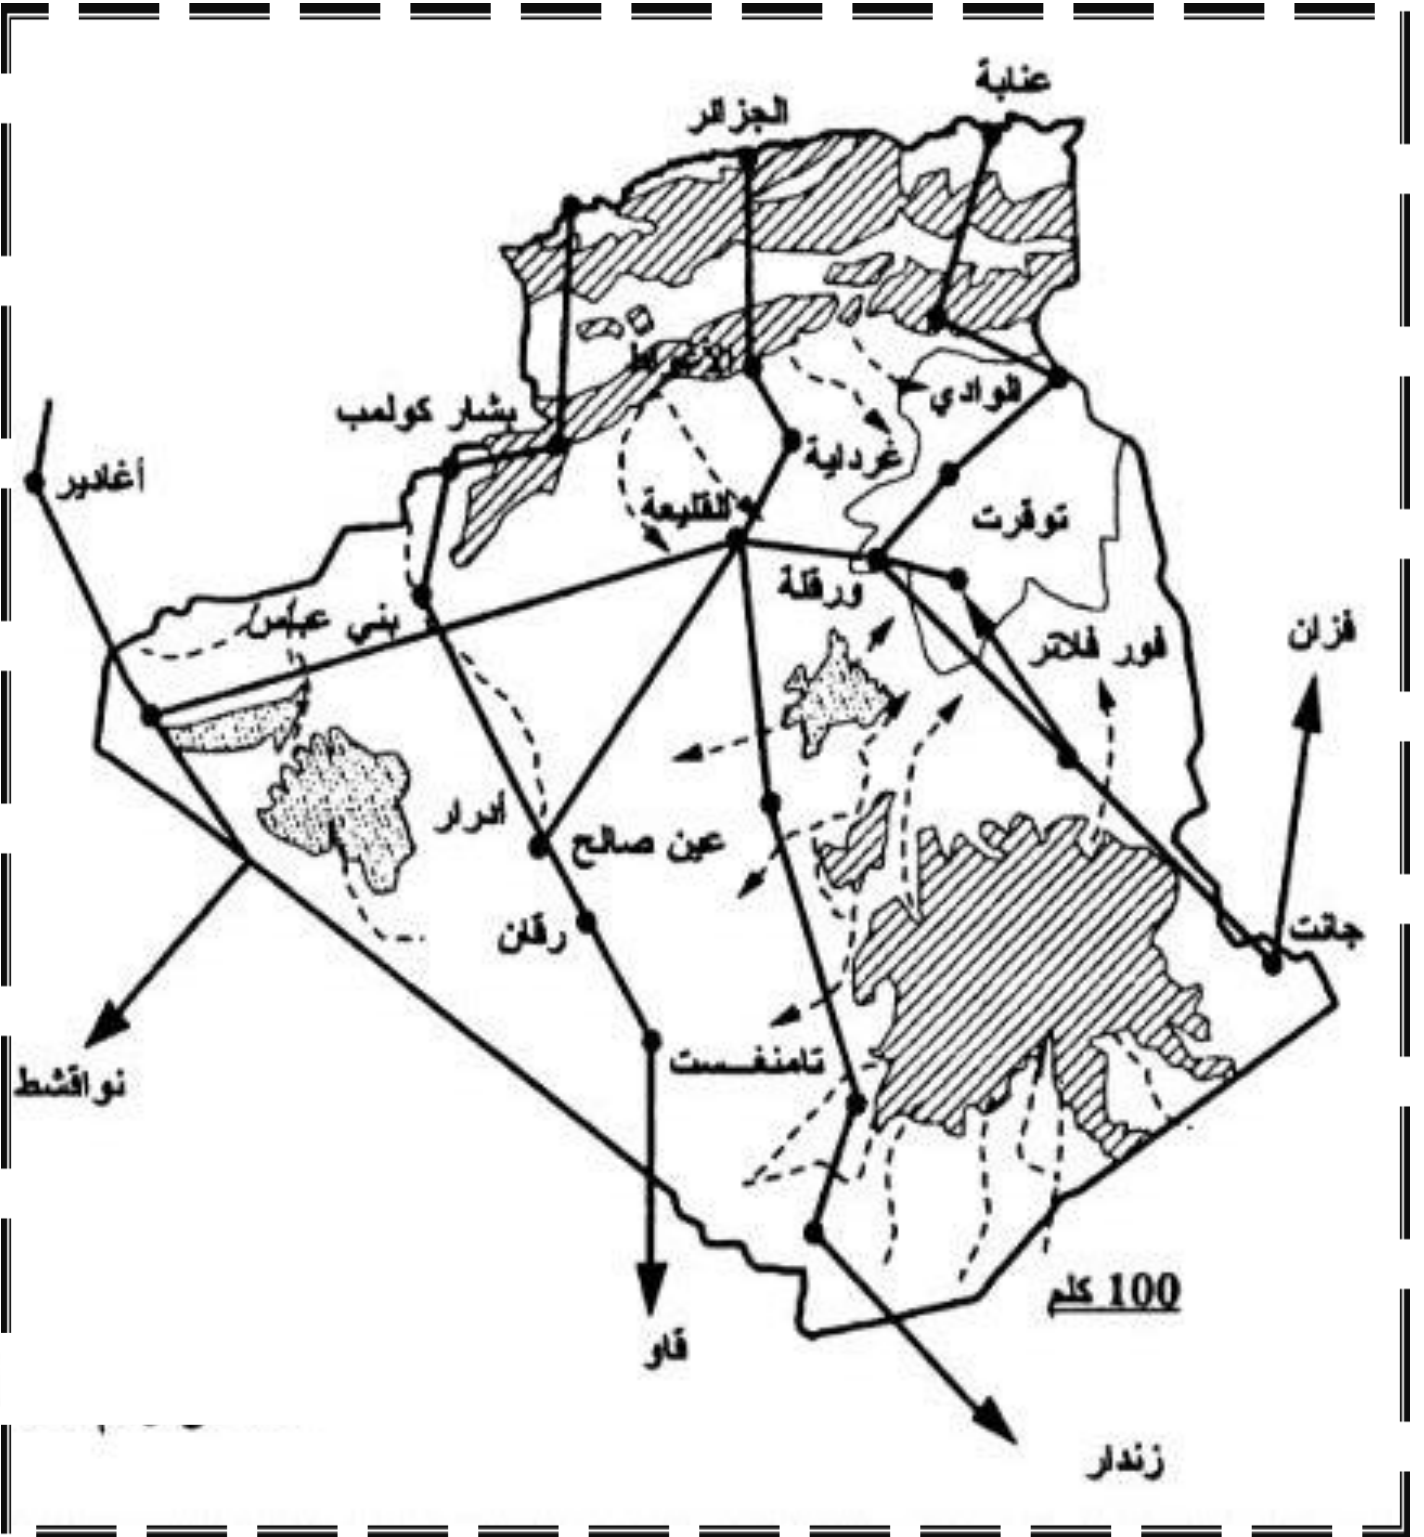 عنابة
الجزائر
الأغواط
الوادي
بشار كولمب
غردلية
أغادير
القليعة
توقرت
ورقلة
بني عباس
فور فلاتر
فزان
أدرار
عين صالح
رقان
جانت
تامنغست
نواقشط
100 كلم
قاو
زندار